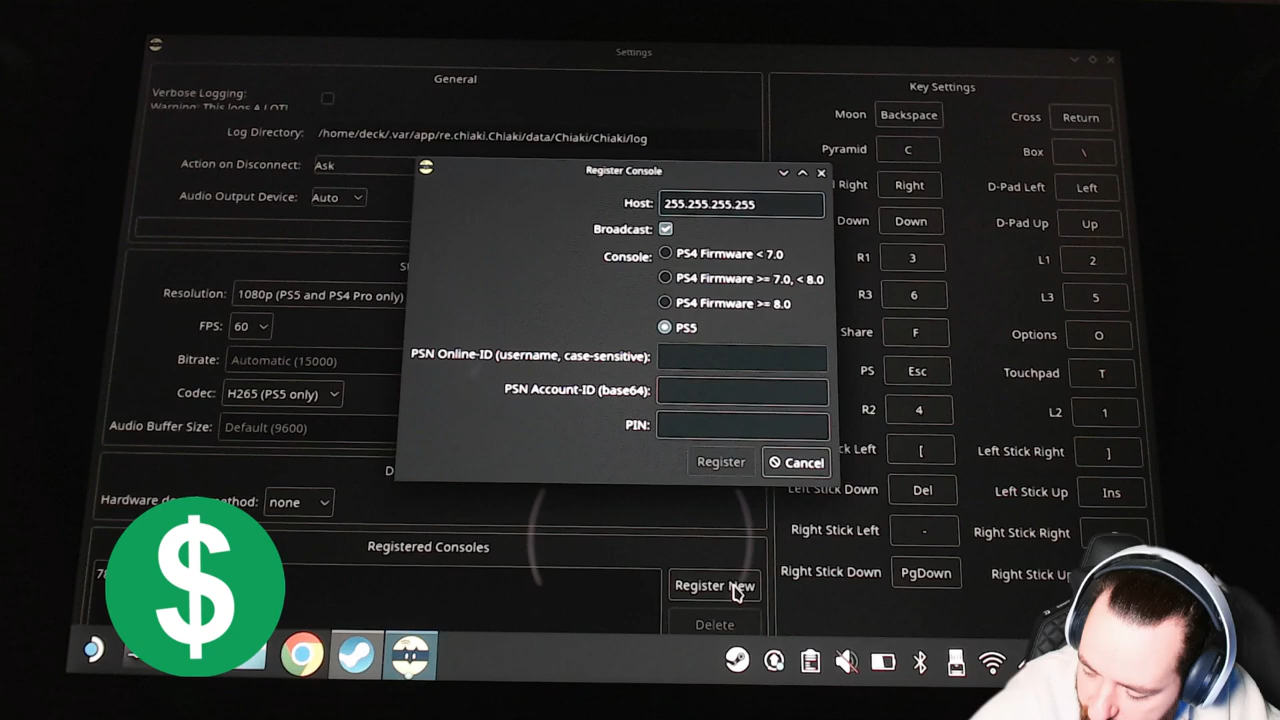 Settings
General
Verbose Logging:
Warning: This logs A LOT!
Log Directory: /home/deck/.var/app/re.chiaki.Chiaki/data/Chiaki/Chiaki/log
Action on Disconnect: Ask
Audio Output Device: Auto
Resolution: 1080p (PS5 and PS4 Pro only)
FPS: 60
Bitrate: Automatic (15000)
Codec: H265 (PS5 only)
Audio Buffer Size: Default (9600)
Hardware method: none
Registered Consoles
Register New
Delete
Register Console
Host: 255.255.255.255
Broadcast:
Console: PS4 Firmware < 7.0
PS4 Firmware >= 7.0, < 8.0
PS4 Firmware >= 8.0
PS5
PSN Online-ID (username, case-sensitive):
PSN Account-ID (base64):
PIN:
Register Cancel
Key Settings
Moon Backspace Cross Return
Pyramid C Box \
Right Right D-Pad Left Left
Down Down D-Pad Up Up
R1 3 L1 2
R3 6 L3 5
Share F Options O
PS Esc Touchpad T
R2 4 L2 1
Left [ Left Stick Right ]
Left Stick Down Del Left Stick Up Ins
Right Stick Left - Right Stick Right
Right Stick Down PgDown Right Stick Up
$